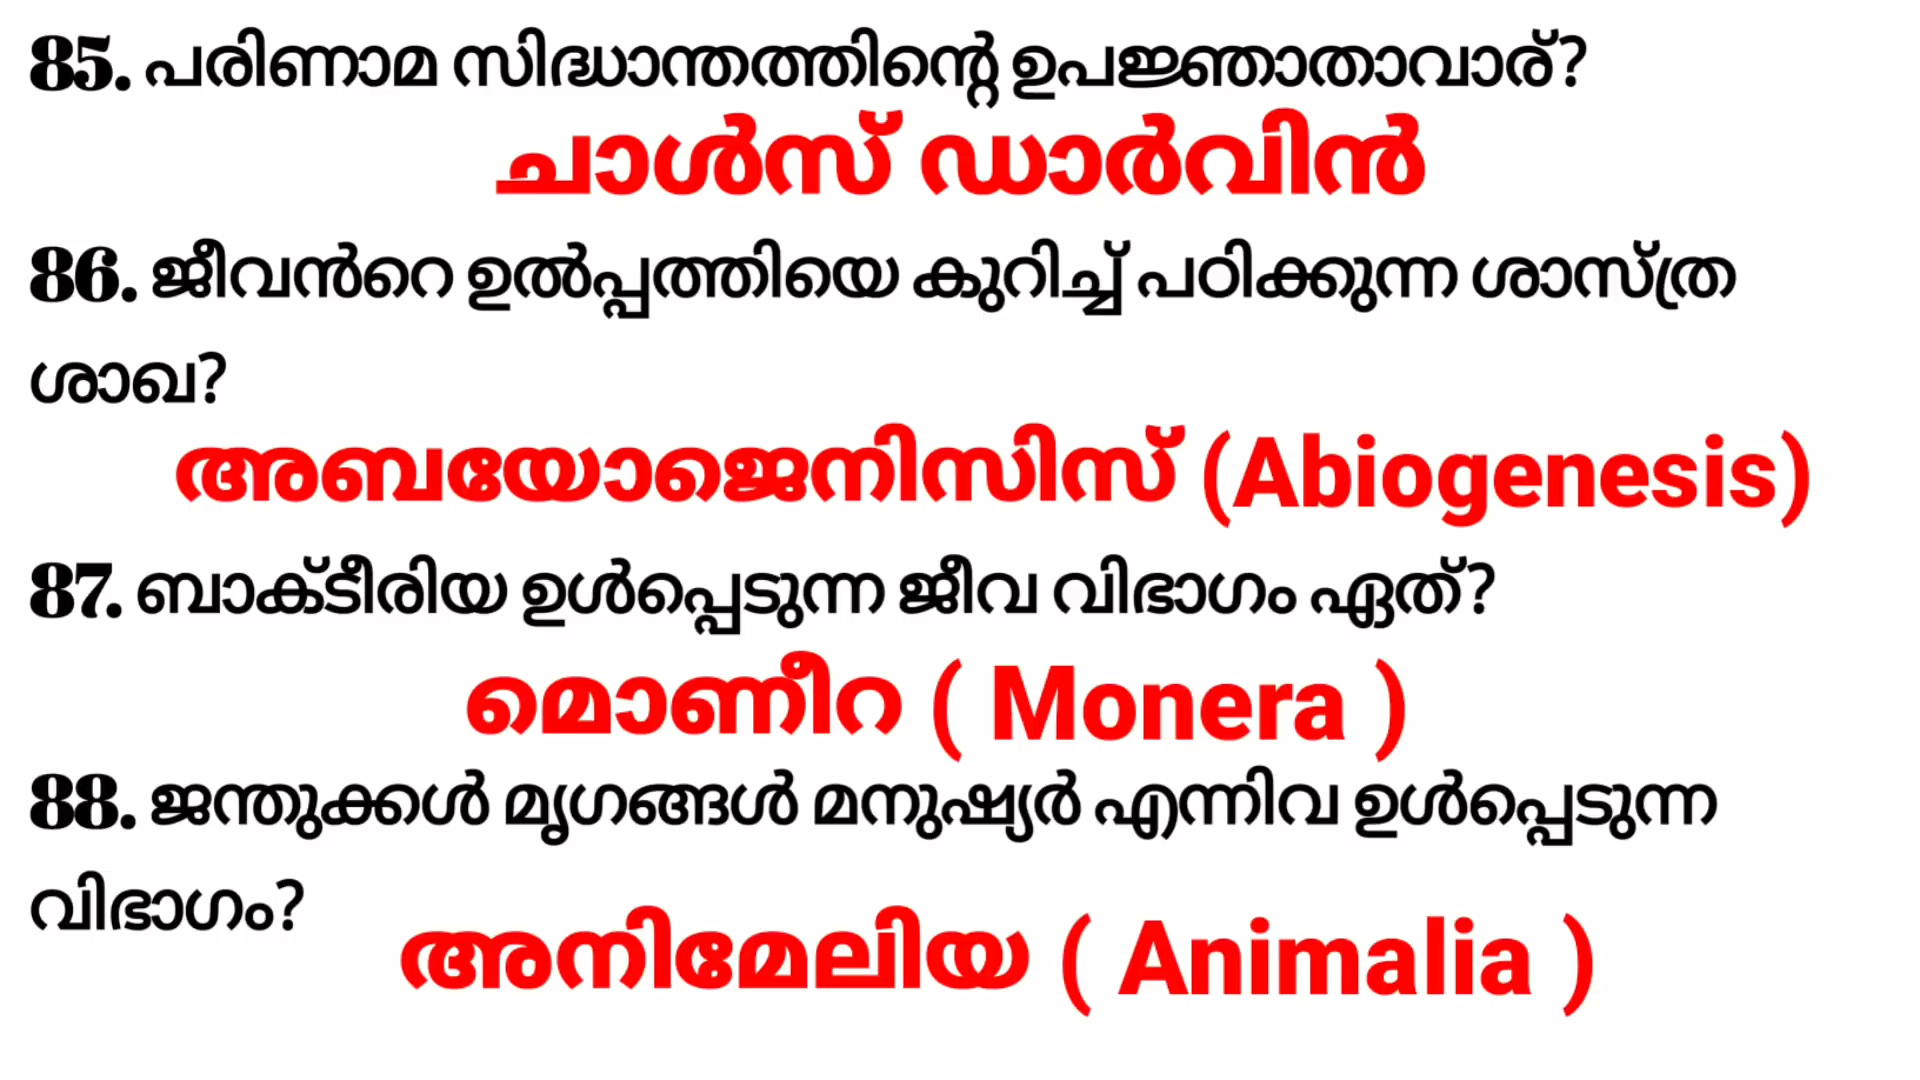 85. പരിണാമ സിദ്ധാന്തത്തിന്റെ ഉപജ്ഞാതാവാര്?
ചാൾസ് ഡാർവിൻ
86. ജീവൻറെ ഉൽപ്പത്തിയെ കുറിച്ച് പഠിക്കുന്ന ശാസ്ത്ര
ശാഖ?
അബയോജെനിസിസ് (Abiogenesis)
87. ബാക്ടീരിയ ഉൾപ്പെടുന്ന ജീവ വിഭാഗം ഏത്?
മൊണീറ ( Monera )
88. ജന്തുക്കൾ മൃഗങ്ങൾ മനുഷ്യർ എന്നിവ ഉൾപ്പെടുന്ന
വിഭാഗം?
അനിമേലിയ ( Animalia )